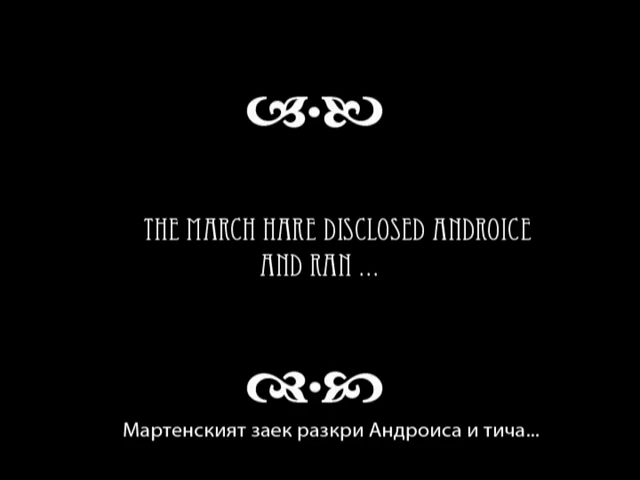 THE MARCH HARE DISCLOSED ANDROICE
AND RAN ...
Мартенският заек разкри Андроиса и тича...